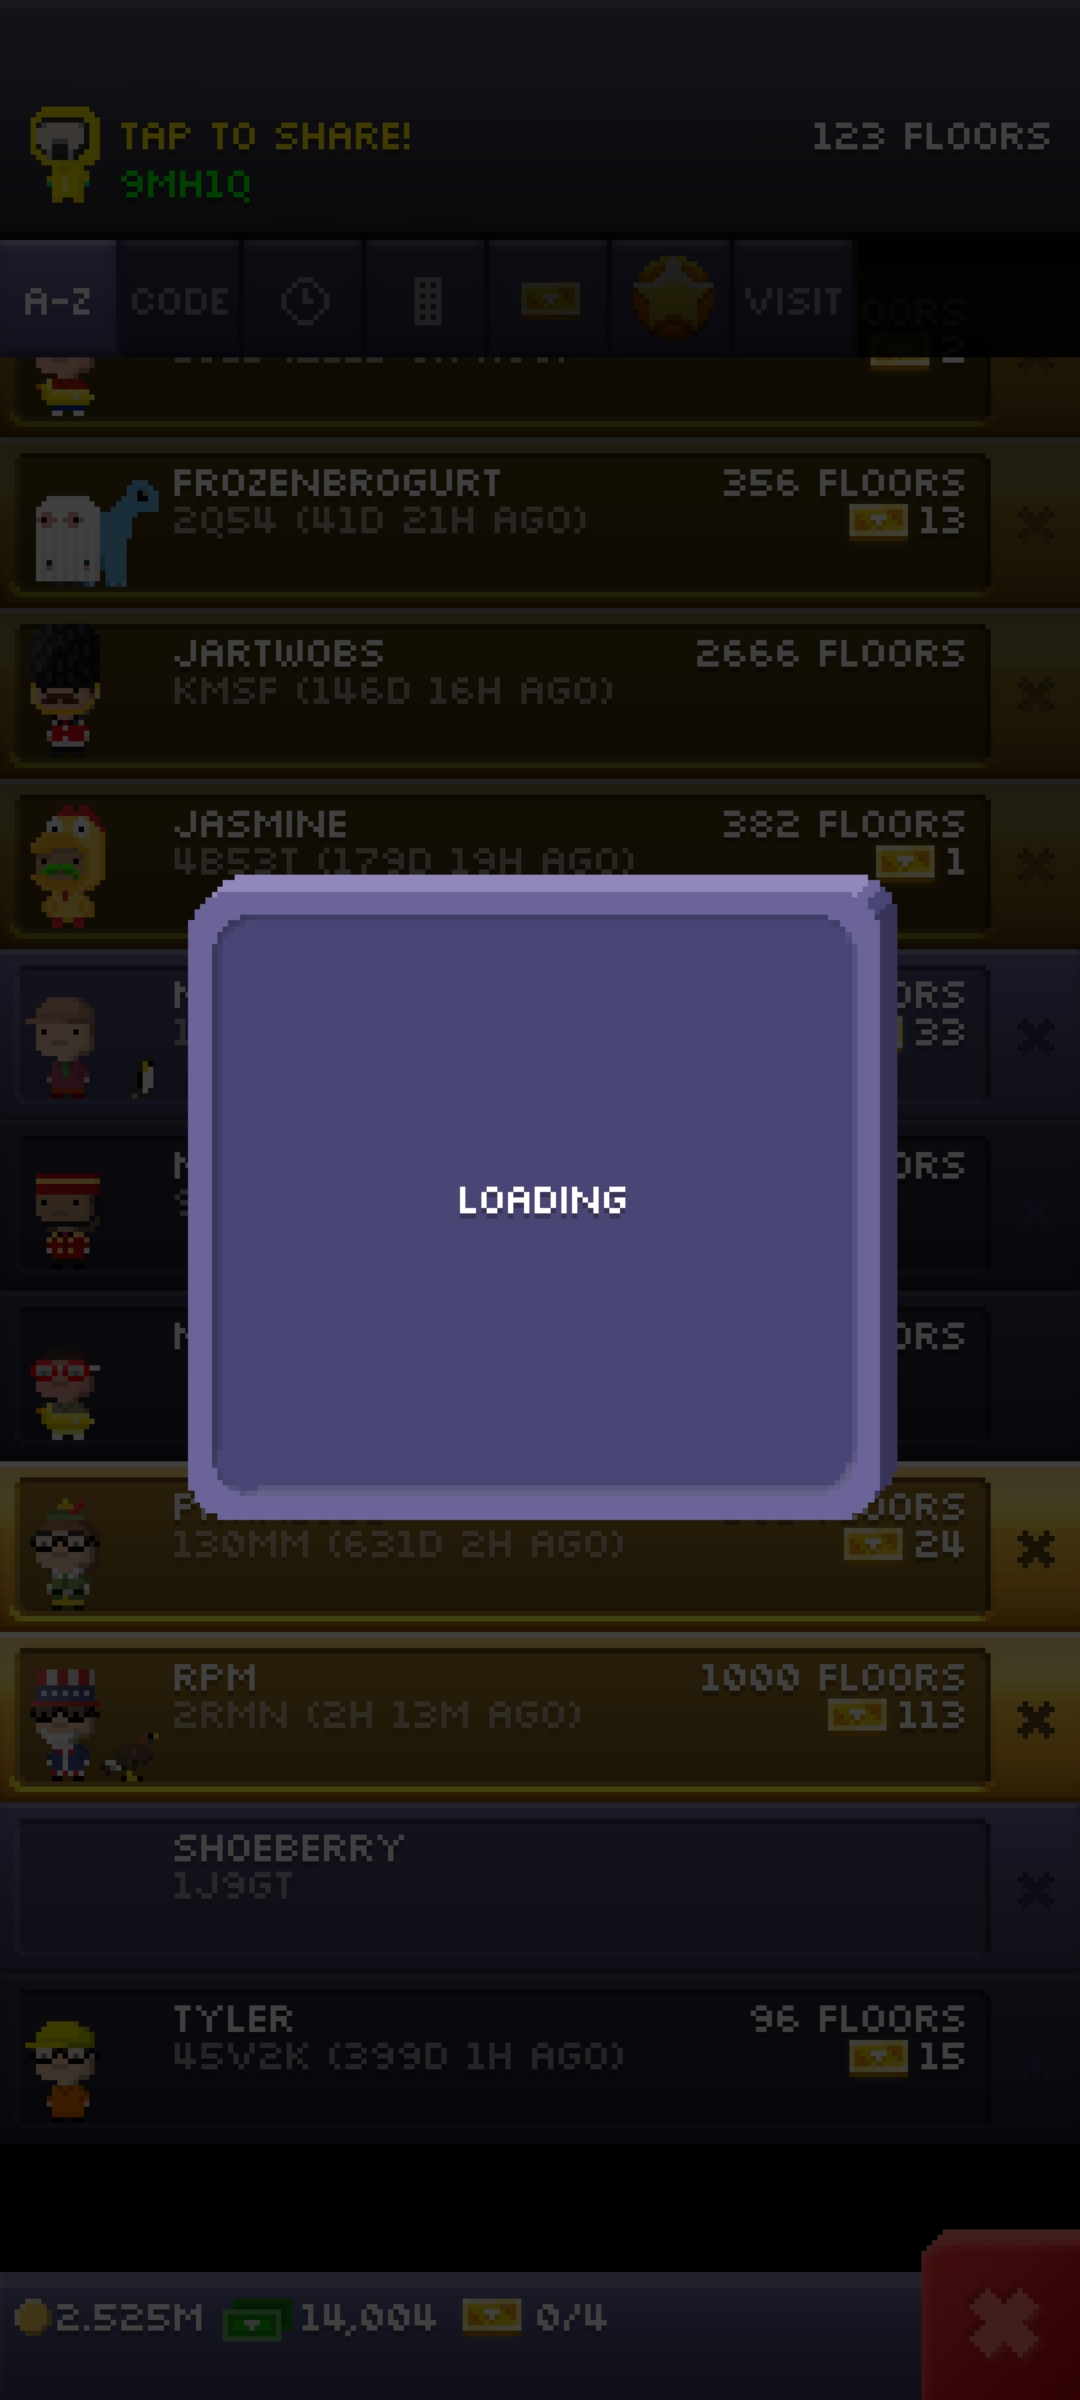 TAP TO SHARE!
123 FLOORS
9MH1Q
A-Z CODE VISIT
2
FROZENBROGURT 356 FLOORS
2Q54 (41D 21H AGO) 13
JARTWOBS 2666 FLOORS
KMSF (146D 16H AGO)
JASMINE 382 FLOORS
4B53T (179D 19H AGO) 1
33
LOADING
130MM (631D 2H AGO) 24
RPM 1000 FLOORS
2RMN (2H 13M AGO) 113
SHOEBERRY
1J9GT
TYLER 96 FLOORS
45V2K (399D 1H AGO) 15
2.525M 14,004 0/4